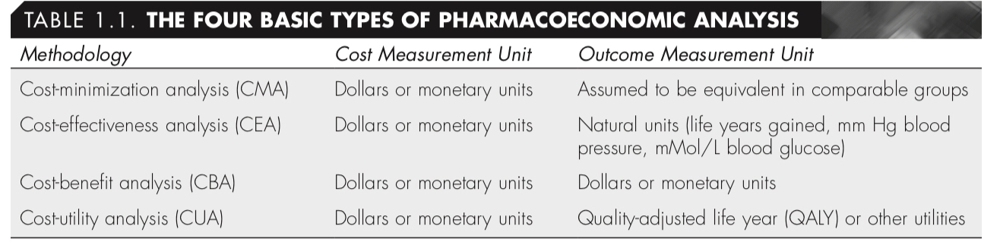 TABLE 1.1. THE FOUR BASIC TYPES OF PHARMACOECONOMIC ANALYSIS
Methodology Cost Measurement Unit Outcome Measurement Unit
Cost-minimization analysis (CMA) Dollars or monetary units Assumed to be equivalent in comparable groups
Cost-effectiveness analysis (CEA) Dollars or monetary units Natural units (life years gained, mm Hg blood
pressure, mMol/L blood glucose)
Cost-benefit analysis (CBA) Dollars or monetary units Dollars or monetary units
Cost-utility analysis (CUA) Dollars or monetary units Quality-adjusted life year (QALY) or other utilities